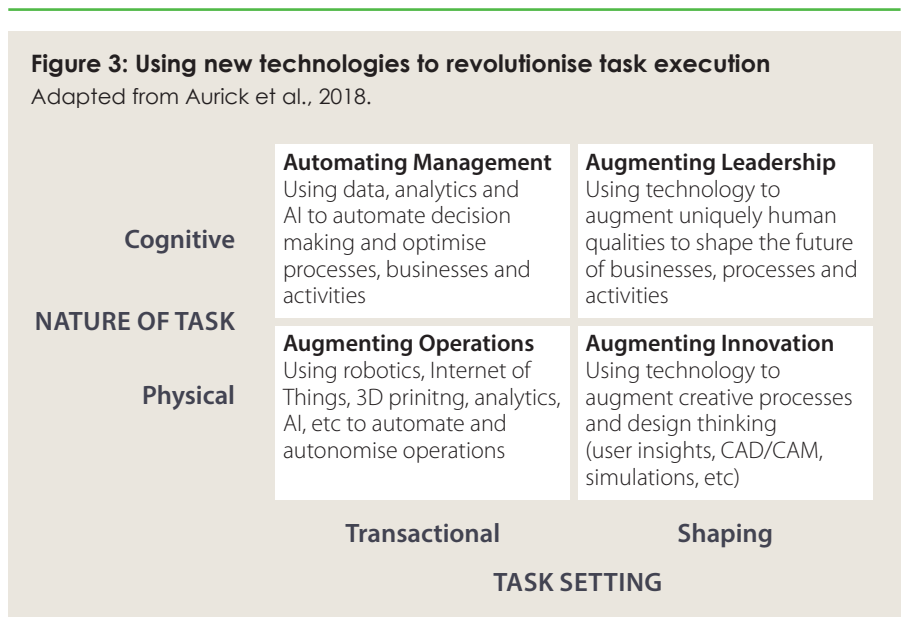 Figure 3: Using new technologies to revolutionise task execution
Adapted from Aurick et al., 2018.
Cognitive
NATURE OF TASK
Physical
Automating Management
Using data, analytics and
AI to automate decision
making and optimise
processes, businesses and
activities
Augmenting Leadership
Using technology to
augment uniquely human
qualities to shape the future
of businesses, processes and
activities
Augmenting Operations
Using robotics, Internet of
Things, 3D prinitng, analytics,
AI, etc to automate and
autonomise operations
Augmenting Innovation
Using technology to
augment creative processes
and design thinking
(user insights, CAD/CAM,
simulations, etc)
Transactional
Shaping
TASK SETTING